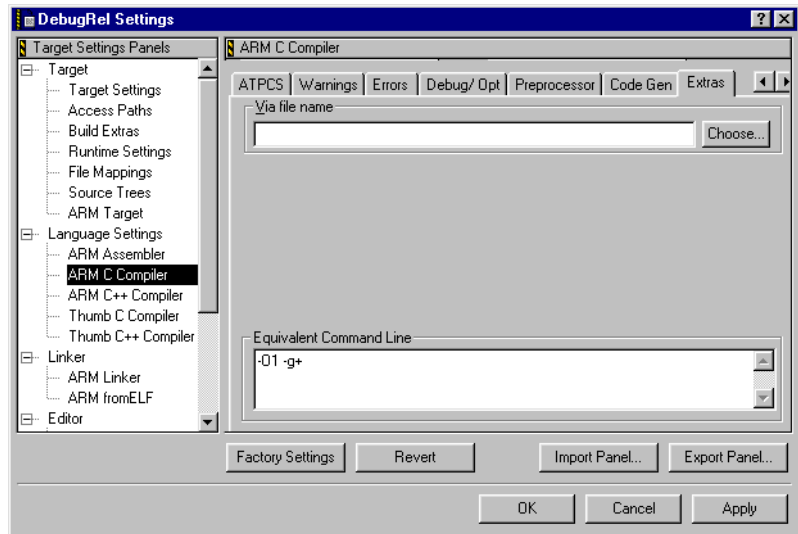 DebugRel Settings
Target Settings Panels
Target
Target Settings
Access Paths
Build Extras
Runtime Settings
File Mappings
Source Trees
ARM Target
Language Settings
ARM Assembler
ARM C Compiler
ARM C++ Compiler
Thumb C Compiler
Thumb C++ Compiler
Linker
ARM Linker
ARM fromELF
Editor
ARM C Compiler
ATPCS Warnings Errors Debug/ Opt Preprocessor Code Gen Extras
Via file name
Choose...
Equivalent Command Line
-O1 -g+
Factory Settings Revert Import Panel... Export Panel...
OK Cancel Apply